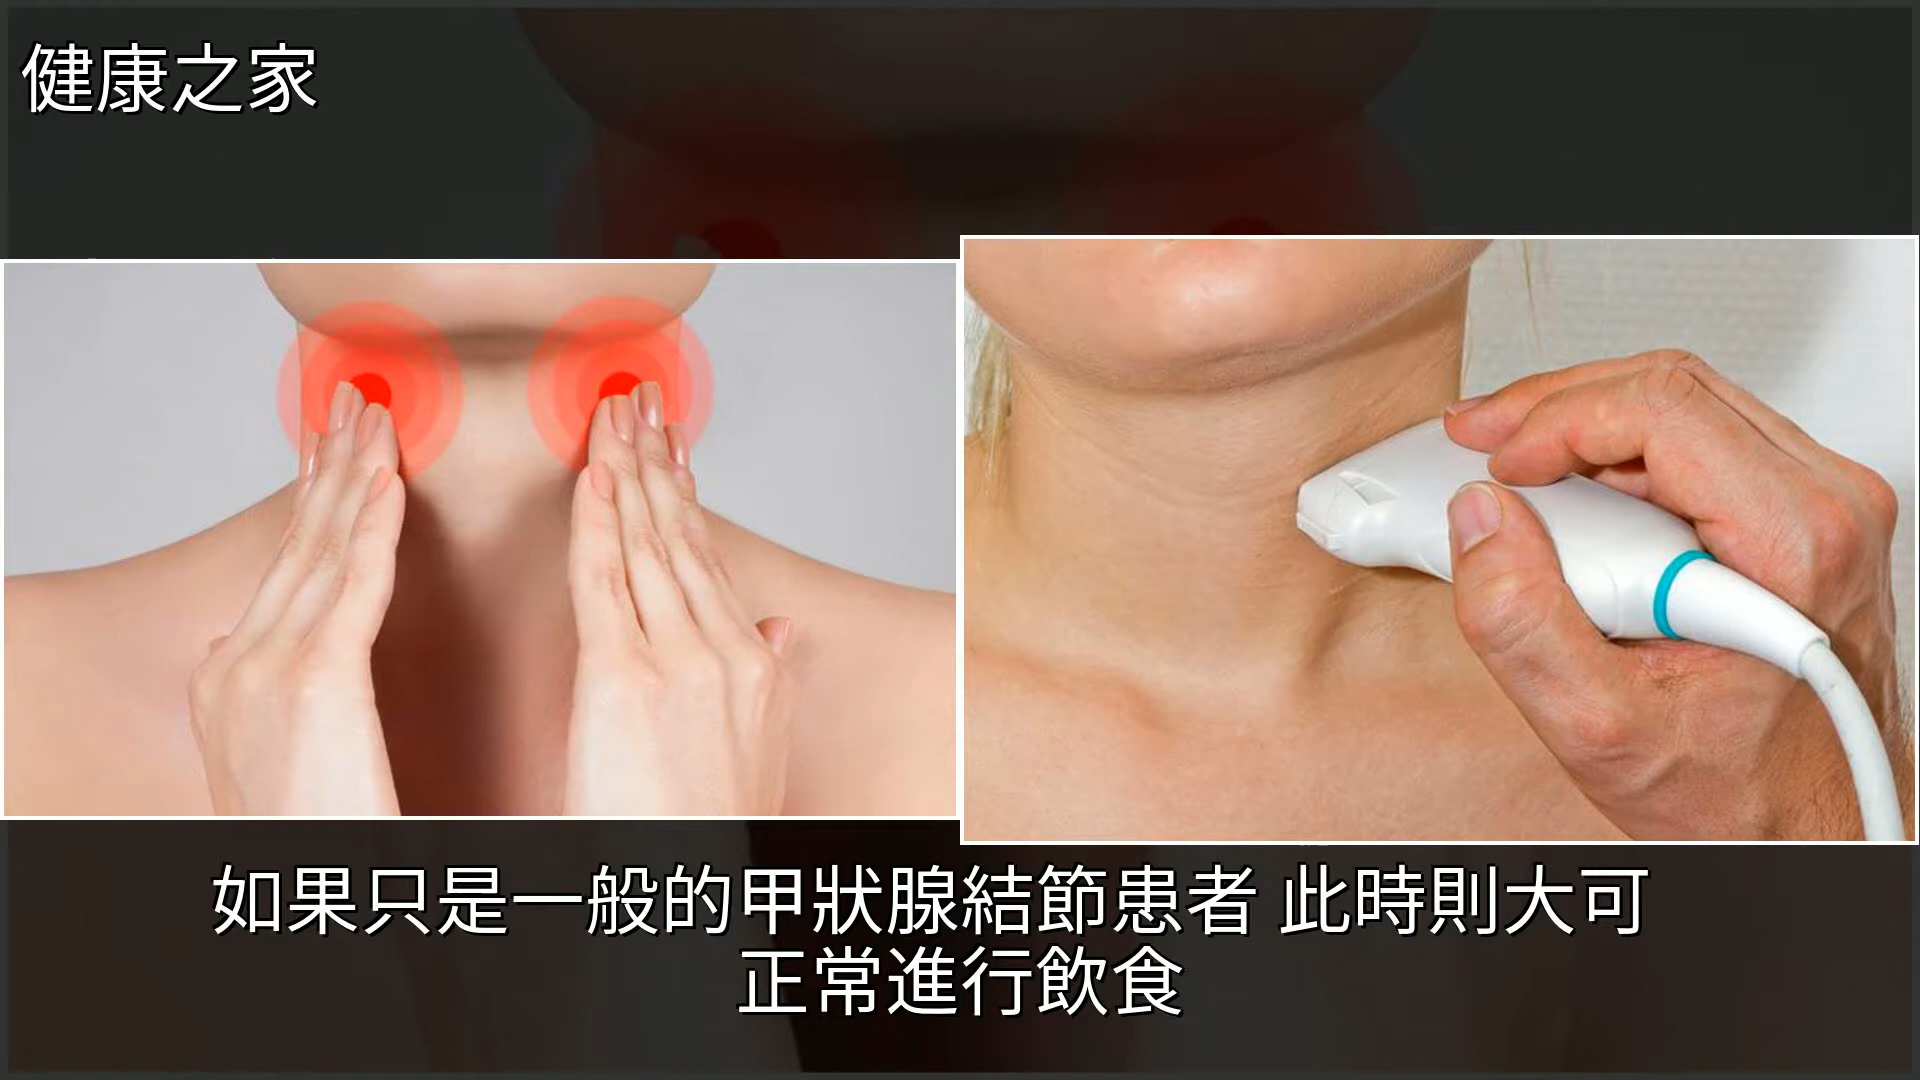 健康之家
如果只是一般的甲狀腺結節患者 此時則大可
正常進行飲食